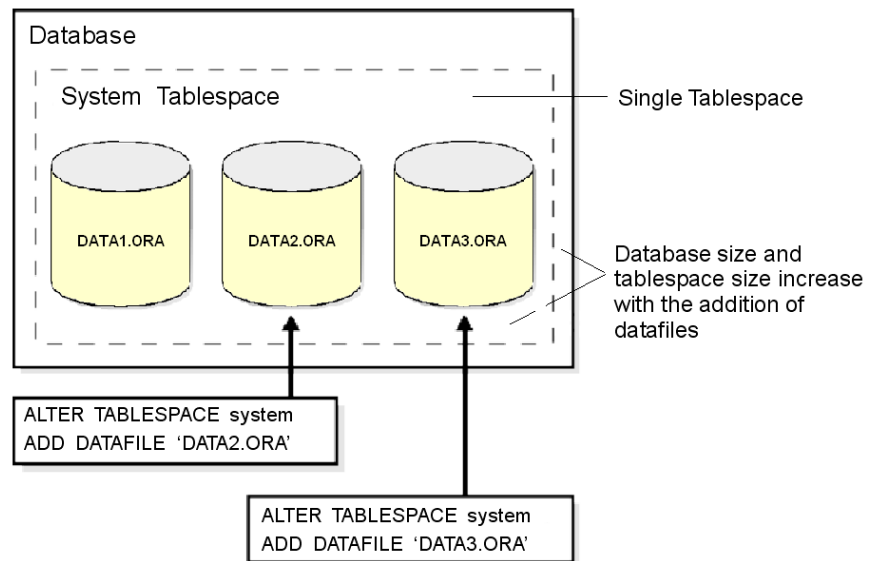 Database
System Tablespace
Single Tablespace
DATA1.ORA
DATA2.ORA
DATA3.ORA
Database size and
tablespace size increase
with the addition of
datafiles
ALTER TABLESPACE system
ADD DATAFILE ‘DATA2.ORA’
ALTER TABLESPACE system
ADD DATAFILE ‘DATA3.ORA’